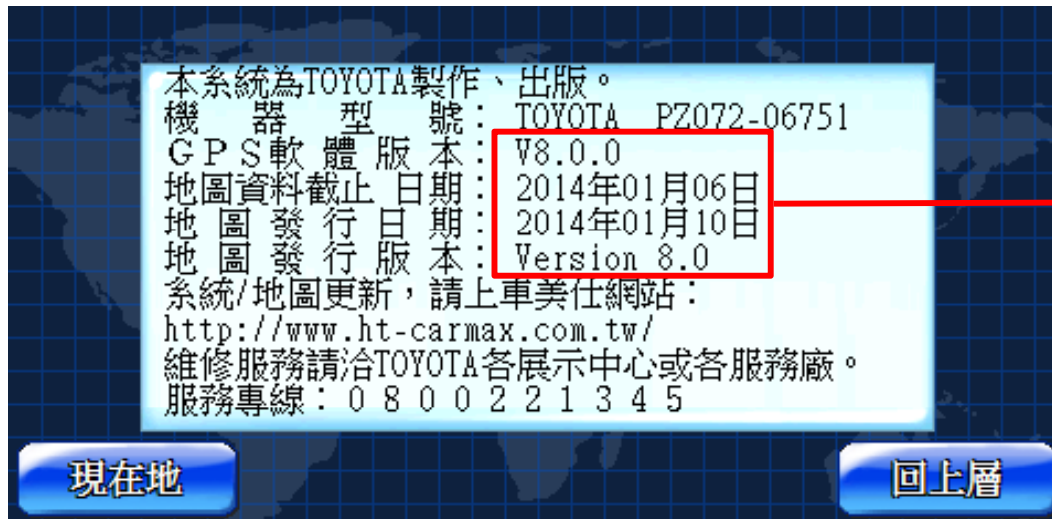 本系統為TOYOTA製作、出版。
機器型號：TOYOTA PZ072-06751
GPS軟體版本：V8.0.0
地圖資料截止日期：2014年01月06日
地圖發行日期：2014年01月10日
地圖發行版本：Version 8.0
系統/地圖更新，請上車美仕網站：
http://www.ht-carmax.com.tw/
維修服務請洽TOYOTA各展示中心或各服務廠。
服務專線：0800221345
現在地
回上層